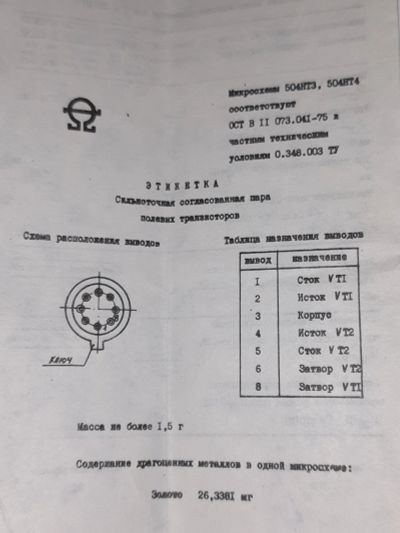 Микросхемы 504НТ3, 504НТ4
соответствуют
ОСТ В II 073.04I-75 и
частным техническим
условиям 0.348.003 ТУ
ЭТИКЕТКА
Сильноточная согласованная пара
полевых транзисторов
Схема расположения выводов
Таблица назначения выводов
вывод назначение
I Сток VTI
2 Исток VTI
3 Корпус
4 Исток VT2
5 Сток VT2
6 Затвор VT2
8 Затвор VTI
КЛЮЧ
Масса не более I,5 г
Содержание драгоценных металлов в одной микросхеме:
Золото 26,338I мг